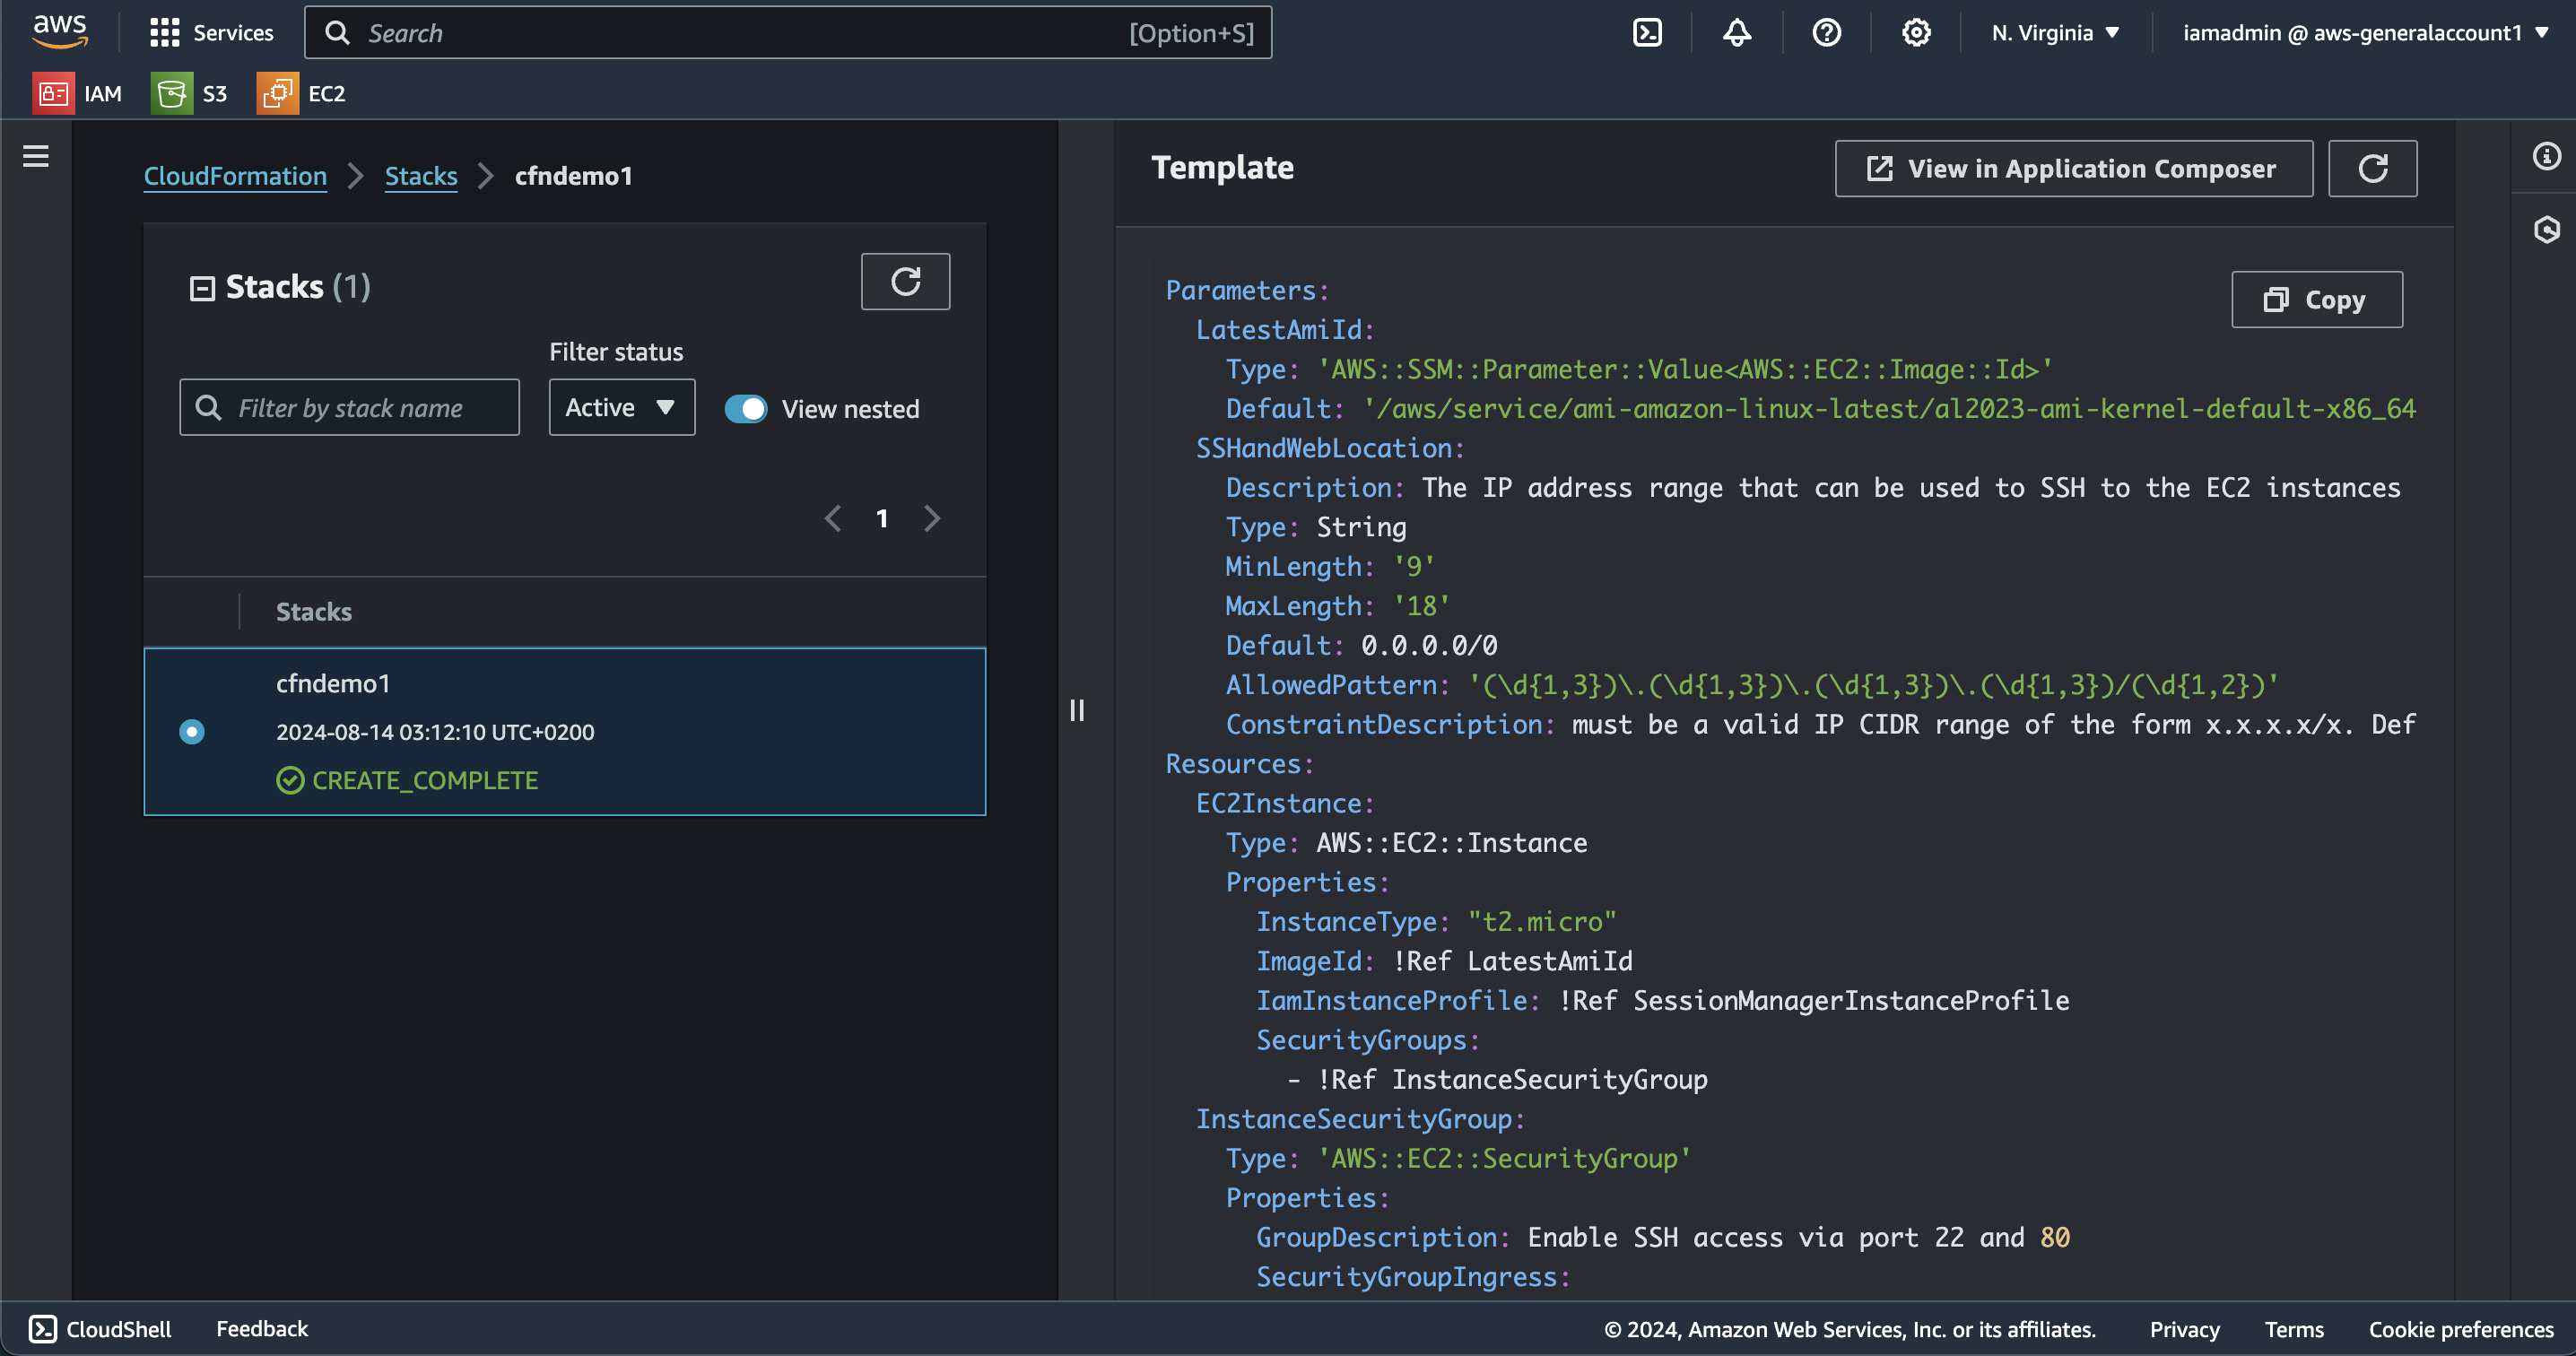 aws
Services
Search
[Option+S]
N. Virginia
iamadmin @ aws-generalaccount1
IAM
S3
EC2
CloudFormation
Stacks
cfndemo1
Stacks (1)
Filter status
Filter by stack name
Active
View nested
1
Stacks
cfndemo1
2024-08-14 03:12:10 UTC+0200
CREATE_COMPLETE
Template
View in Application Composer
Copy
Parameters:
LatestAmiId:
Type: 'AWS::SSM::Parameter::Value<AWS::EC2::Image::Id>'
Default: '/aws/service/ami-amazon-linux-latest/al2023-ami-kernel-default-x86_64
SSHandWebLocation:
Description: The IP address range that can be used to SSH to the EC2 instances
Type: String
MinLength: '9'
MaxLength: '18'
Default: 0.0.0.0/0
AllowedPattern: '(\d{1,3})\.(\d{1,3})\.(\d{1,3})\.(\d{1,3})/(\d{1,2})'
ConstraintDescription: must be a valid IP CIDR range of the form x.x.x.x/x. Def
Resources:
EC2Instance:
Type: AWS::EC2::Instance
Properties:
InstanceType: "t2.micro"
ImageId: !Ref LatestAmiId
IamInstanceProfile: !Ref SessionManagerInstanceProfile
SecurityGroups:
- !Ref InstanceSecurityGroup
InstanceSecurityGroup:
Type: 'AWS::EC2::SecurityGroup'
Properties:
GroupDescription: Enable SSH access via port 22 and 80
SecurityGroupIngress:
CloudShell
Feedback
© 2024, Amazon Web Services, Inc. or its affiliates.
Privacy
Terms
Cookie preferences